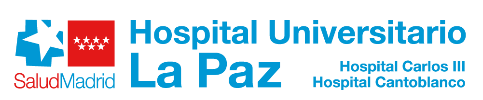 SaludMadrid
Hospital Universitario
La Paz
Hospital Carlos III
Hospital Cantoblanco